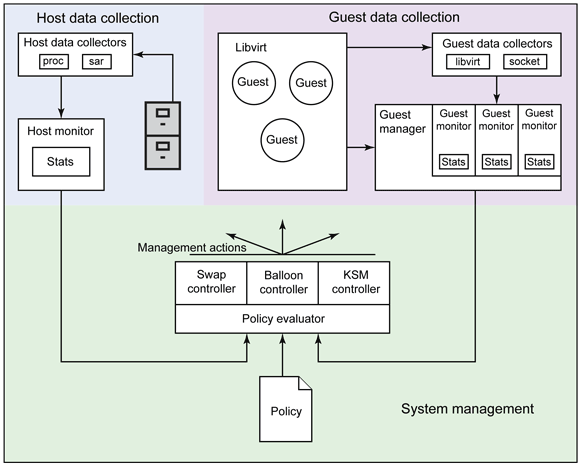 Host data collection
Guest data collection
Host data collectors
proc
sar
Host monitor
Stats
Libvirt
Guest
Guest
Guest
Guest data collectors
libvirt
socket
Guest
manager
Guest
monitor
Stats
Guest
monitor
Stats
Guest
monitor
Stats
Management actions
Swap
controller
Balloon
controller
KSM
controller
Policy evaluator
Policy
System management